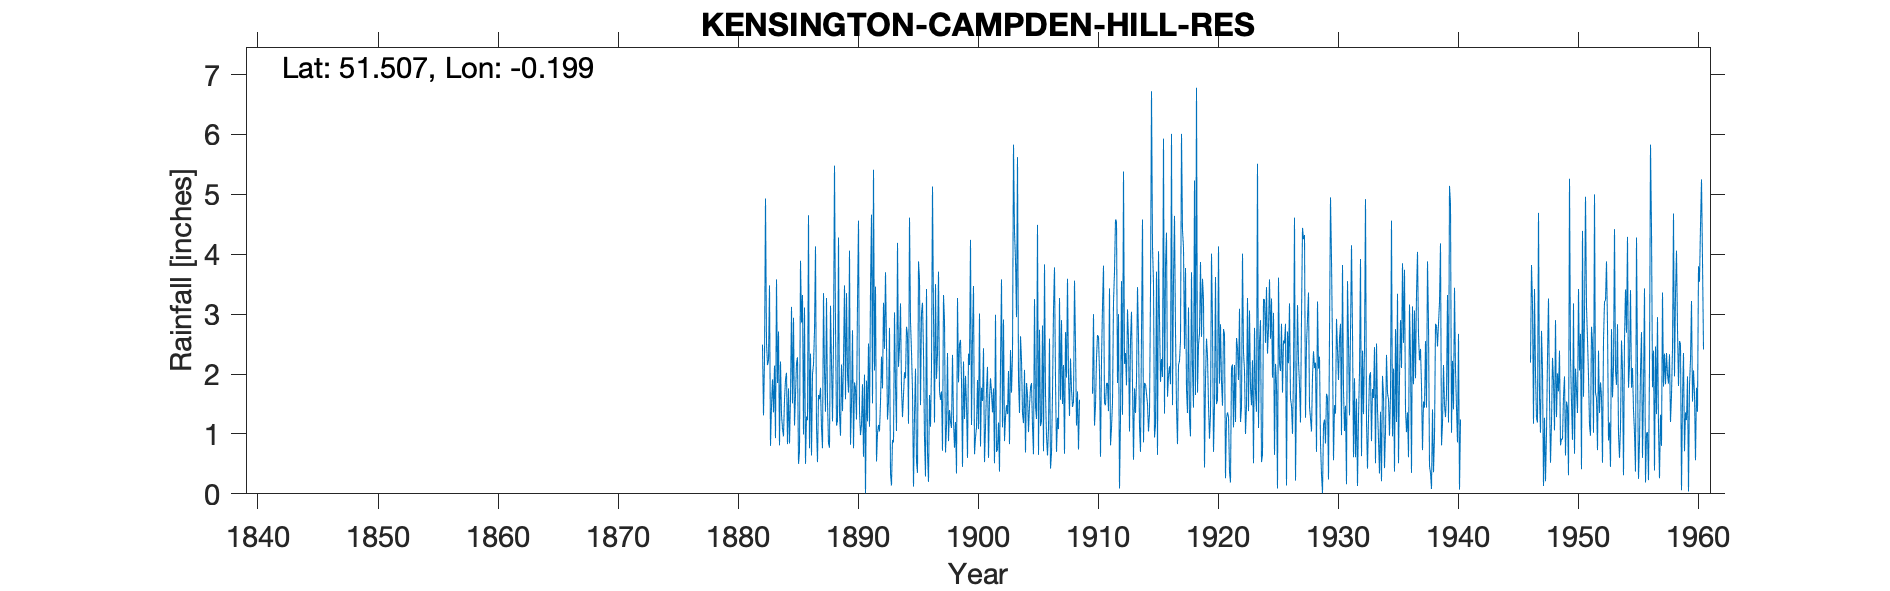 KENSINGTON-CAMPDEN-HILL-RES
Lat: 51.507, Lon: -0.199
Rainfall [inches]
7
6
5
4
3
2
1
0
1840 1850 1860 1870 1880 1890 1900 1910 1920 1930 1940 1950 1960
Year